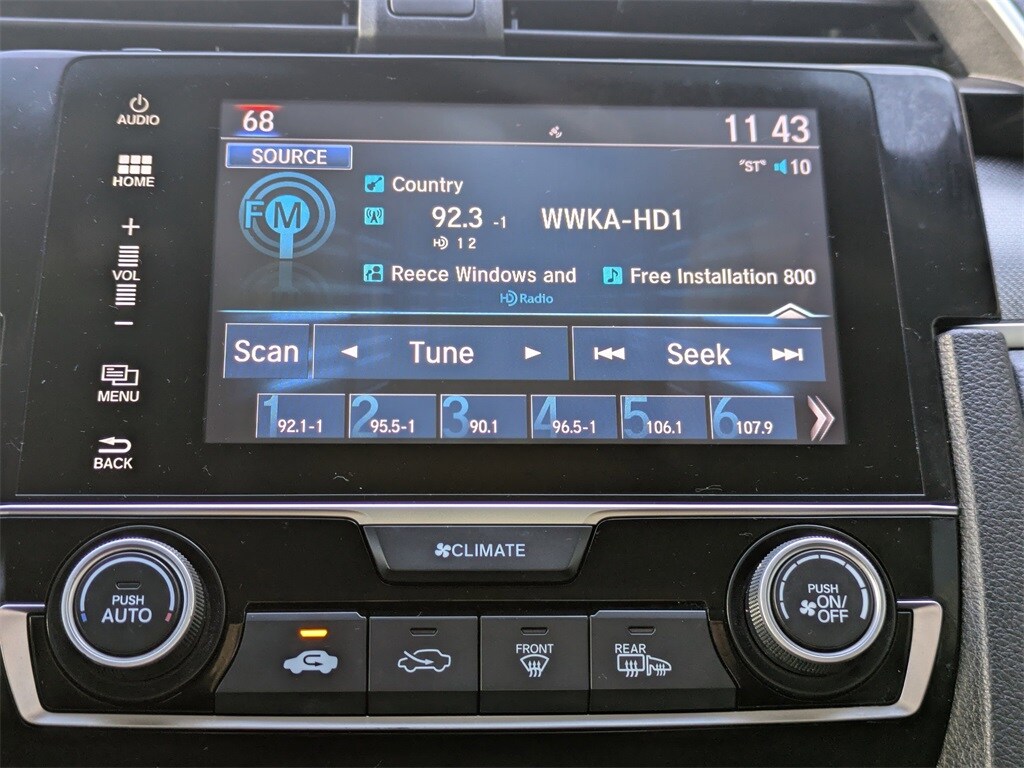 AUDIO
68
11 43
SOURCE
"ST" 10
HOME
Country
FM
92.3 -1 WWKA-HD1
HD 1 2
+
VOL
-
Reece Windows and
Free Installation 800
HD Radio
Scan
Tune
Seek
MENU
1 92.1-1
2 95.5-1
3 90.1
4 96.5-1
5 106.1
6 107.9
BACK
CLIMATE
PUSH
AUTO
PUSH
ON/
OFF
FRONT
REAR